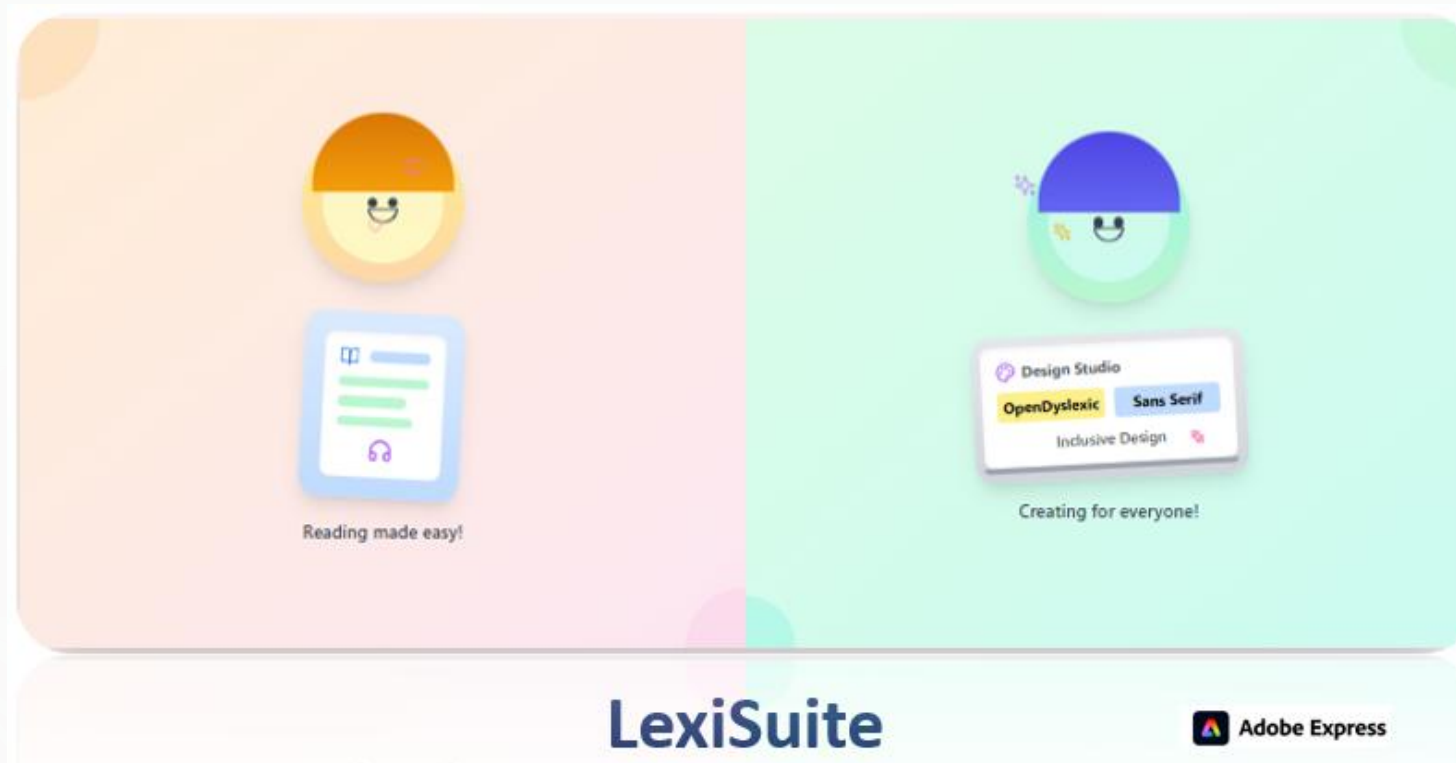 Reading made easy!
Design Studio
OpenDyslexic
Sans Serif
Inclusive Design
Creating for everyone!
LexiSuite
Adobe Express